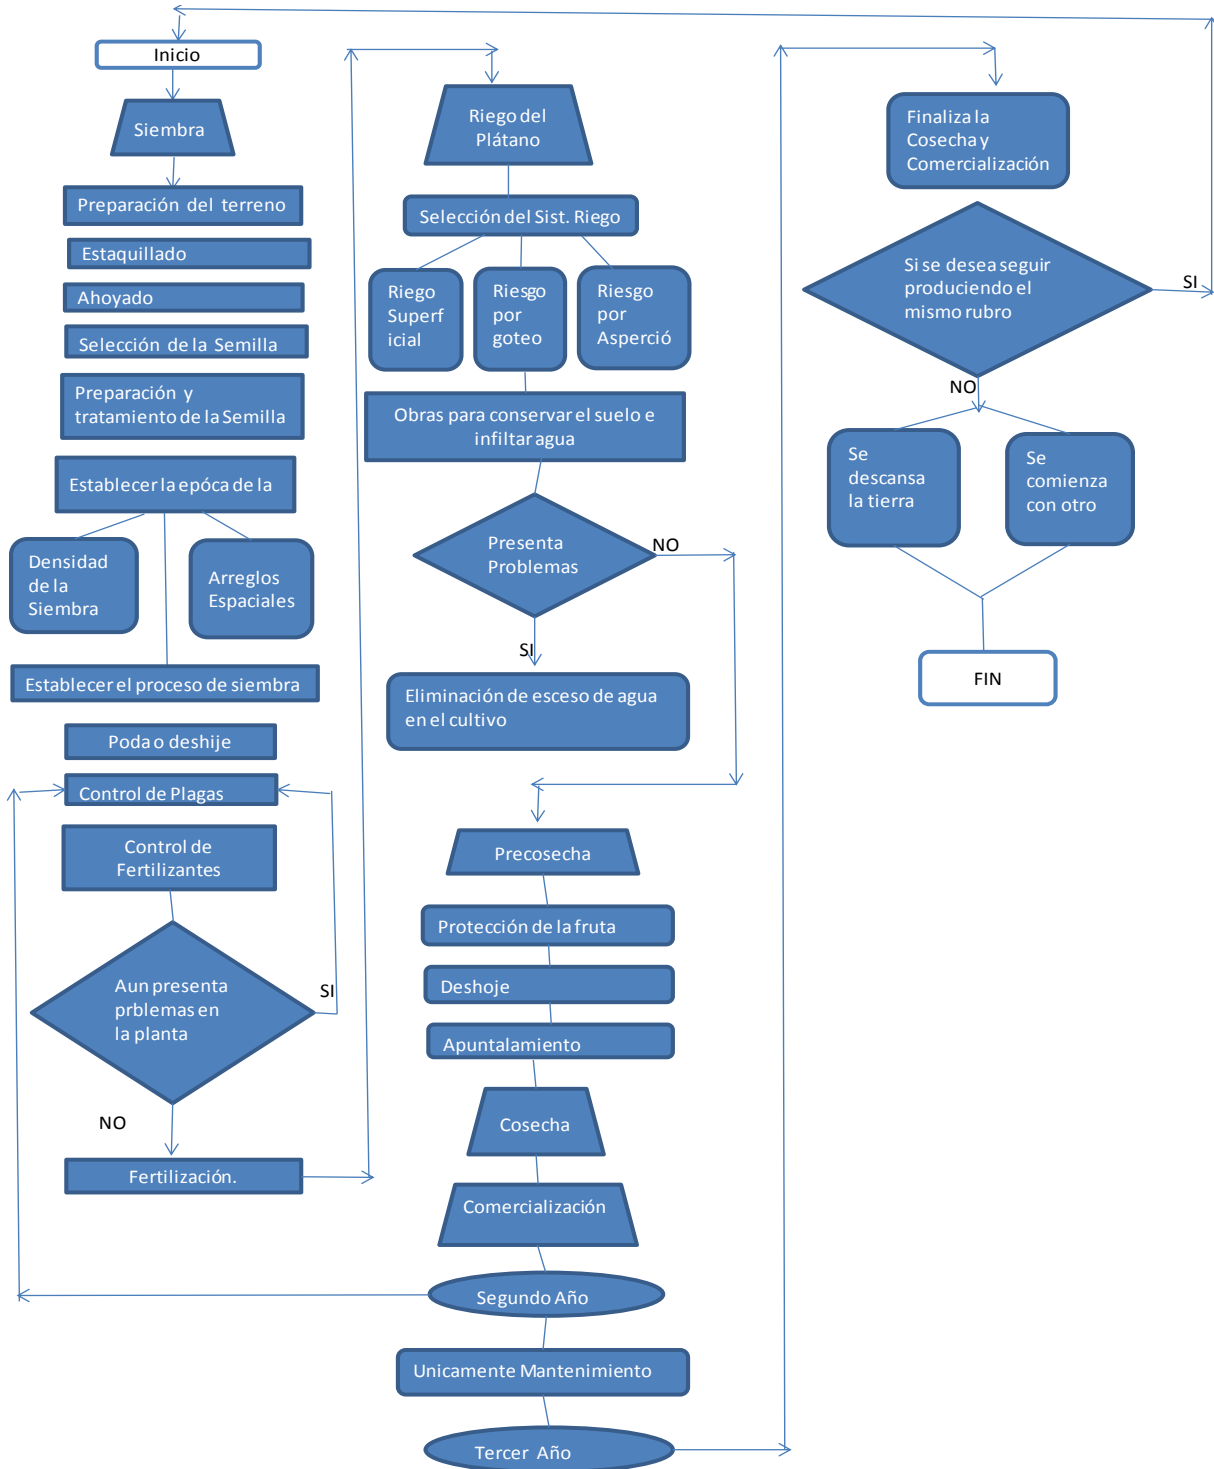 Inicio
Siembra
Preparación del terreno
Estaquillado
Ahoyado
Selección de la Semilla
Preparación y
tratamiento de la Semilla
Establecer la epóca de la
Densidad
de la
Siembra
Arreglos
Espaciales
Establecer el proceso de siembra
Poda o deshije
Control de Plagas
Control de
Fertilizantes
Aun presenta
prblemas en
la planta
SI
NO
Fertilización.
Riego del
Plátano
Selección del Sist. Riego
Riego
Superf
icial
Riesgo
por
goteo
Riesgo
por
Asperció
Obras para conservar el suelo e
infiltar agua
Presenta
Problemas
NO
SI
Eliminación de esceso de agua
en el cultivo
Precosecha
Protección de la fruta
Deshoje
Apuntalamiento
Cosecha
Comercialización
Segundo Año
Unicamente Mantenimiento
Tercer Año
Finaliza la
Cosecha y
Comercialización
Si se desea seguir
produciendo el
mismo rubro
SI
NO
Se
descansa
la tierra
Se
comienza
con otro
FIN